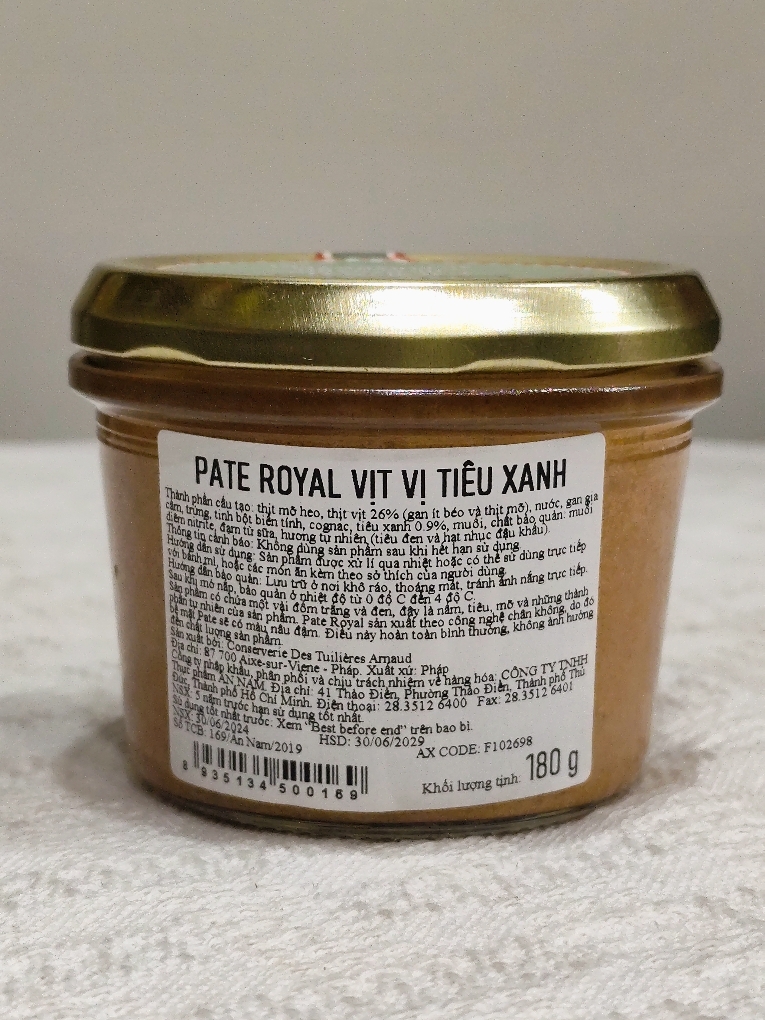 PATE ROYAL VỊT VỊ TIÊU XANH
Thành phần cấu tạo: thịt mỡ heo, thịt vịt 26% (gan ít béo và thịt mỡ), nước, gan gia
cầm, trứng, tinh bột biến tính, cognac, tiêu xanh 0.9%, muối, chất bảo quản: muối
diêm nitrite, đạm từ sữa, hương tự nhiên (tiêu đen và hạt nhục đậu khấu).
Thông tin cảnh báo: Không dùng sản phẩm sau khi hết hạn sử dụng
Hướng dẫn sử dụng: Sản phẩm được xử lí qua nhiệt hoặc có thể sử dùng trực tiếp
với bánh mì, hoặc các món ăn kèm theo sở thích của người dùng.
Hướng dẫn bảo quản: Lưu trữ ở nơi khô ráo, thoáng mát, tránh ánh nắng trực tiếp.
Sau khi mở nắp, bảo quản ở nhiệt độ từ 0 độ C đến 4 độ C.
Sản phẩm có chứa một vài đốm trắng và đen, đây là nấm, tiêu, mỡ và những thành
phần tự nhiên của sản phẩm. Pate Royal sản xuất theo công nghệ chân không, do đó
bề mặt Pate sẽ có màu nâu đậm. Điều này hoàn toàn bình thường, không ảnh hưởng
đến chất lượng sản phẩm.
Sản xuất bởi: Conserverie Des Tuilières Arnaud
Địa chỉ: 87 700 Aixe-sur-Viene - Pháp. Xuất xứ: Pháp
Công ty nhập khẩu, phân phối và chịu trách nhiệm về hàng hóa: CÔNG TY TNHH
Thực phẩm AN NAM. Địa chỉ: 41 Thảo Điền, Phường Thảo Điền, Thành phố Thủ
Đức, Thành phố Hồ Chí Minh. Điện thoại: 28.3512 6400 Fax: 28.3512 6401
NSX: 5 năm trước hạn sử dụng tốt nhất.
Sử dụng tốt nhất trước: Xem "Best before end" trên bao bì.
NSX: 30/06/2024 HSD: 30/06/2029
Số TCB: 169/An Nam/2019 AX CODE: F102698
8 935134 500169
Khối lượng tịnh: 180 g